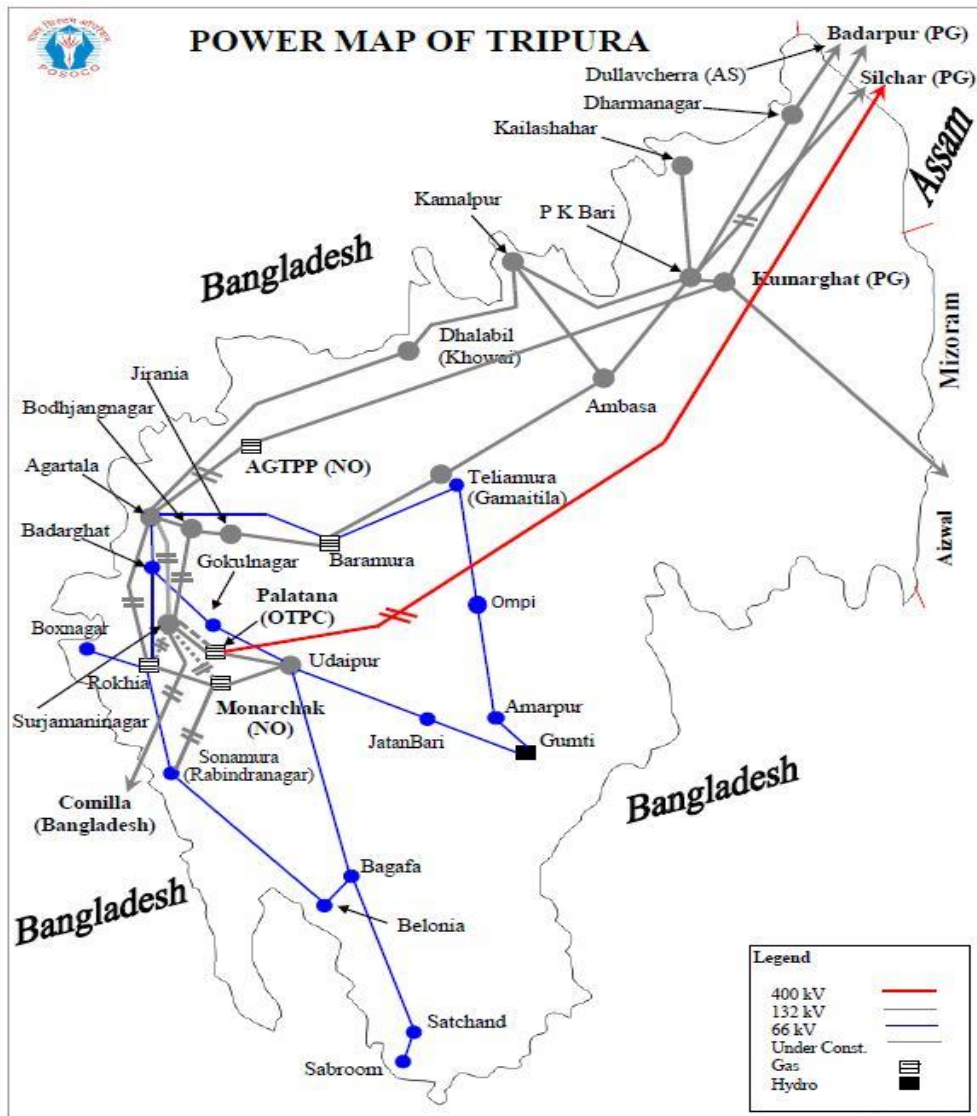 POWER MAP OF TRIPURA
POSOCO
Badarpur (PG)
Dullavcherra (AS)
Silchar (PG)
Dharmanagar
Kailashahar
Assam
Kamalpur
P K Bari
Bangladesh
Kumarghat (PG)
Mizoram
Dhalabil
(Khowai)
Jirania
Bodhjangnagar
Ambasa
AGTPP (NO)
Agartala
Teliamura
(Gamaitila)
Badarghat
Baramura
Gokulnagar
Aizwal
Palatana
(OTPC)
Ompi
Boxnagar
Udaipur
Rokhia
Monarchak
(NO)
Amarpur
Surjamaninagar
JatanBari
Gumti
Sonamura
(Rabindranagar)
Comilla
(Bangladesh)
Bangladesh
Bangladesh
Bagafa
Belonia
Satchand
Sabroom
Legend
400 kV
132 kV
66 kV
Under Const.
Gas
Hydro